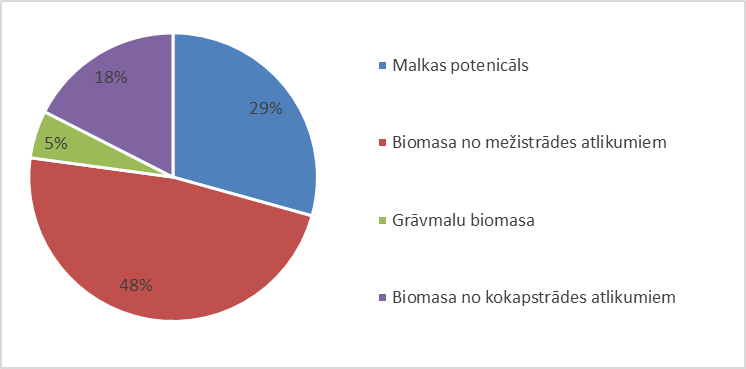 18%
29%
5%
48%
Malkas potenicāls
Biomasa no mežistrādes atlikumiem
Grāvmalu biomasa
Biomasa no kokapstrādes atlikumiem